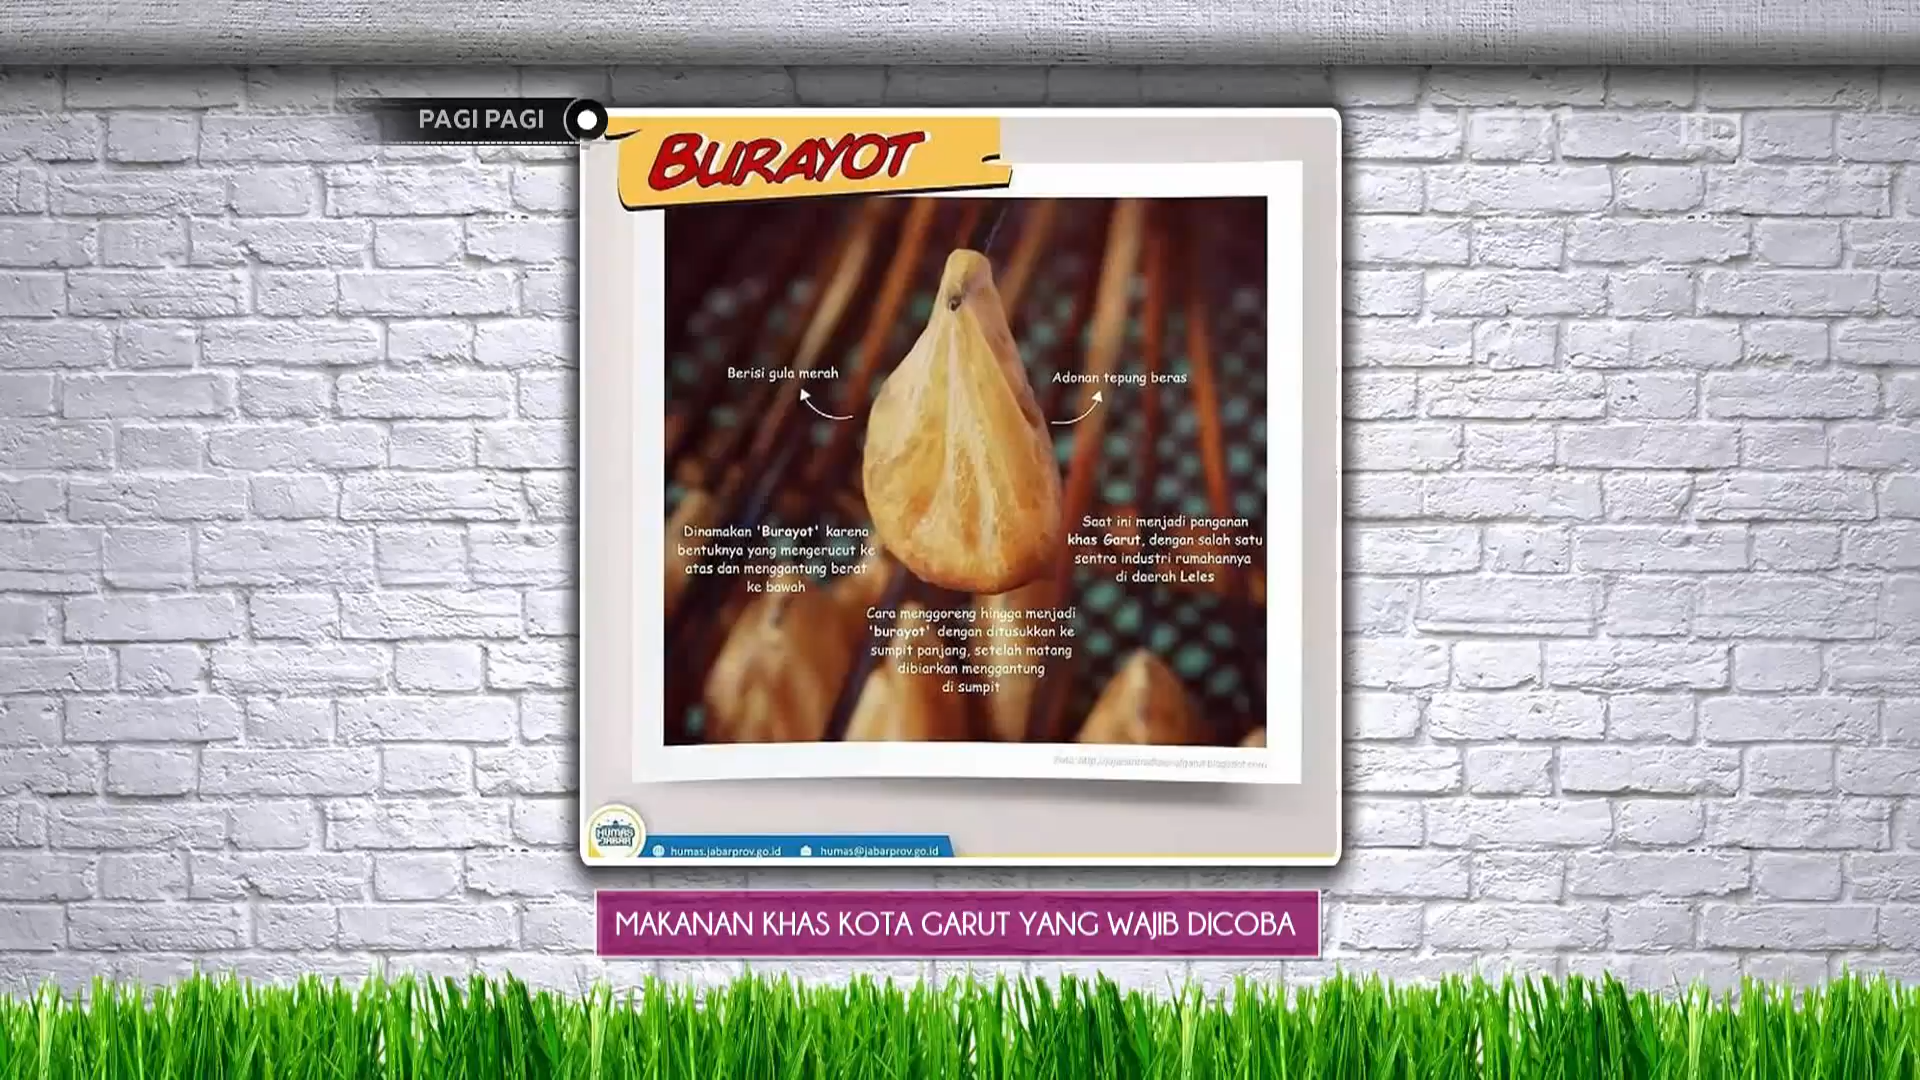 PAGI PAGI
BURAYOT
Berisi gula merah
Adonan tepung beras
Dinamakan 'Burayot' karena
bentuknya yang mengerucut ke
atas dan menggantung berat
ke bawah
Saat ini menjadi panganan
khas Garut, dengan salah satu
sentra industri rumahannya
di daerah Leles
Cara menggoreng hingga menjadi
'burayot' dengan ditusukkan ke
sumpit panjang, setelah matang
dibiarkan menggantung
di sumpit
HUMAS
JABAR
humas.jabarprov.go.id
humas@jabarprov.go.id
MAKANAN KHAS KOTA GARUT YANG WAJIB DICOBA